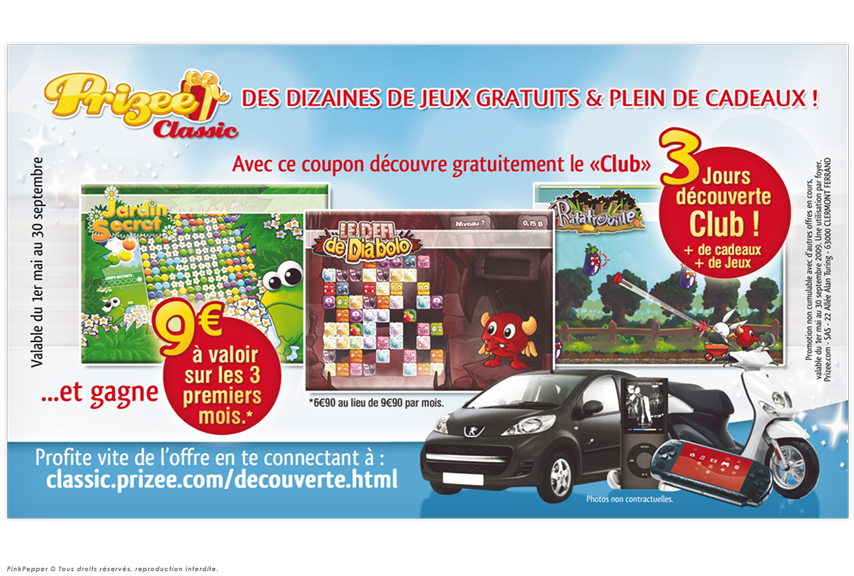 Prizee
Classic
DES DIZAINES DE JEUX GRATUITS & PLEIN DE CADEAUX !
Avec ce coupon découvre gratuitement le «Club»
3 Jours
découverte
Club !
+ de cadeaux
+ de Jeux
Valable du 1er mai au 30 septembre
Jardin
Secret
LE DEFI
de Diabolo
Niveau 7
0,15 B
Ratatrouille
...et gagne
9€
à valoir
sur les 3
premiers
mois.*
*6€90 au lieu de 9€90 par mois.
Promotion non cumulable avec d'autres offres en cours,
valable du 1er mai au 30 septembre 2009. Une utilisation par foyer.
Prizee.com - SAS - 22 Allée Alan Turing - 63000 CLERMONT FERRAND
Profite vite de l'offre en te connectant à :
classic.prizee.com/decouverte.html
Photos non contractuelles.
PinkPepper © Tous droits réservés, reproduction interdite.